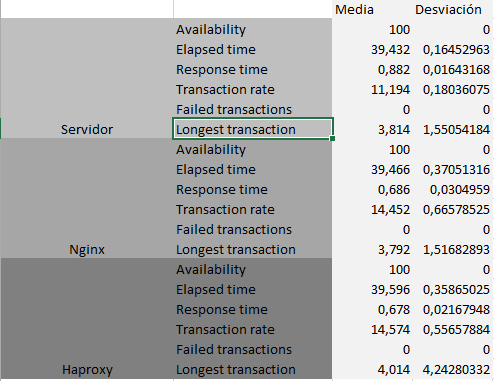 Media Desviación
Availability 100 0
Elapsed time 39,432 0,16452963
Response time 0,882 0,01643168
Transaction rate 11,194 0,18036075
Failed transactions 0 0
Servidor Longest transaction 3,814 1,55054184
Availability 100 0
Elapsed time 39,466 0,37051316
Response time 0,686 0,0304959
Transaction rate 14,452 0,66578525
Failed transactions 0 0
Nginx Longest transaction 3,792 1,51682893
Availability 100 0
Elapsed time 39,596 0,35865025
Response time 0,678 0,02167948
Transaction rate 14,574 0,55657884
Failed transactions 0 0
Haproxy Longest transaction 4,014 4,24280332